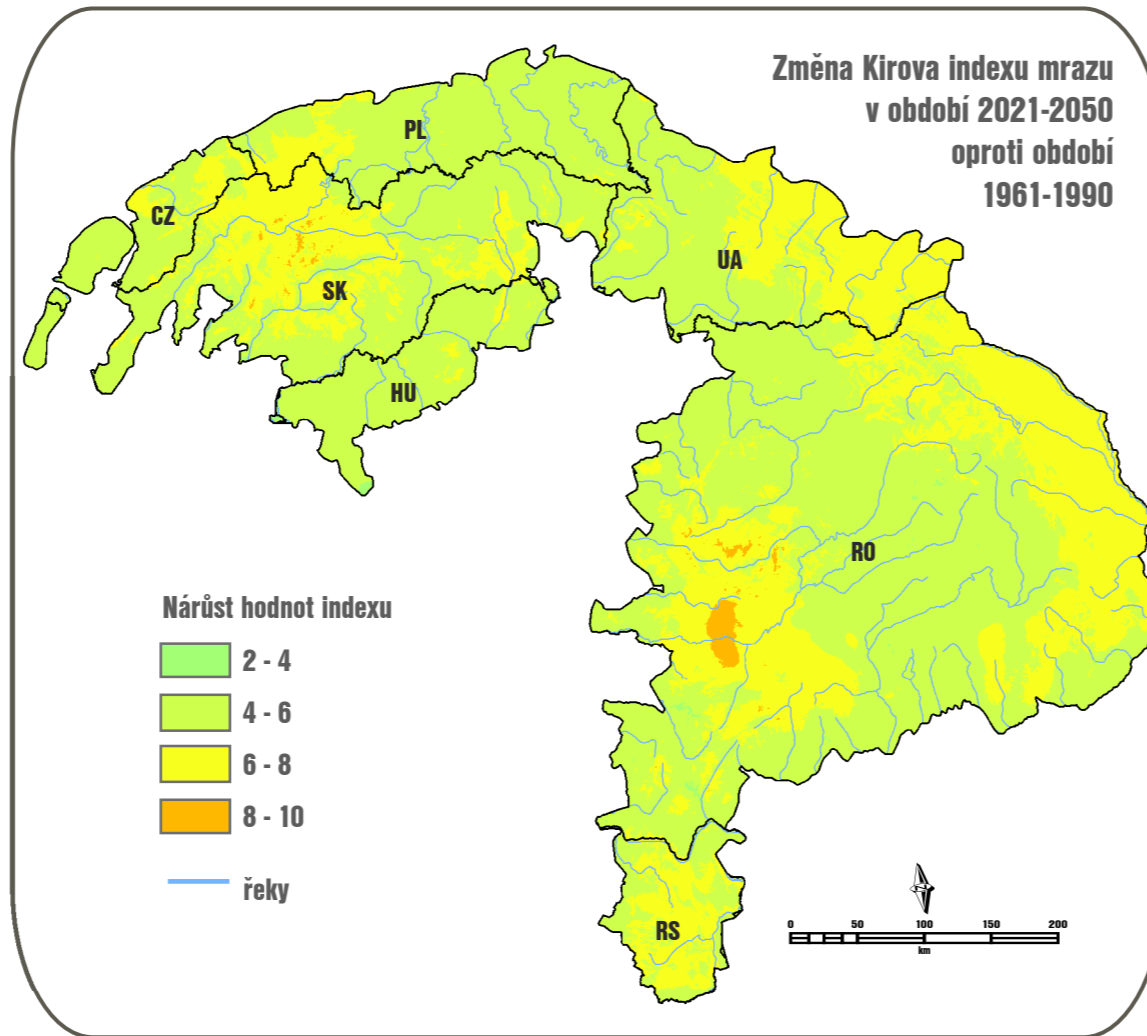 Změna Kirova indexu mrazu
v období 2021-2050
oproti období
1961-1990
PL
CZ
SK
UA
HU
RO
RS
Nárůst hodnot indexu
2 - 4
4 - 6
6 - 8
8 - 10
řeky
0 50 100 150 200
km